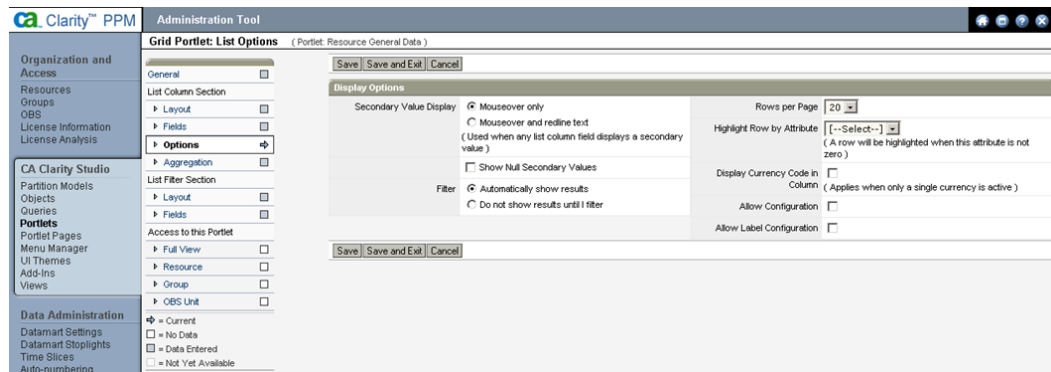 ca Clarity™ PPM
Administration Tool
Grid Portlet: List Options ( Portlet: Resource General Data )
Organization and
Access
Resources
Groups
OBS
License Information
License Analysis
CA Clarity Studio
Partition Models
Objects
Queries
Portlets
Portlet Pages
Menu Manager
UI Themes
Add-Ins
Views
Data Administration
Datamart Settings
Datamart Stoplights
Time Slices
Auto-numbering
General
List Column Section
Layout
Fields
Options
Aggregation
List Filter Section
Layout
Fields
Access to this Portlet
Full View
Resource
Group
OBS Unit
= Current
= No Data
= Data Entered
= Not Yet Available
Save Save and Exit Cancel
Display Options
Secondary Value Display
Mouseover only
Mouseover and redline text
( Used when any list column field displays a secondary
value )
Show Null Secondary Values
Filter
Automatically show results
Do not show results until I filter
Rows per Page 20
Highlight Row by Attribute [--Select--]
( A row will be highlighted when this attribute is not
zero )
Display Currency Code in
Column
( Applies when only a single currency is active )
Allow Configuration
Allow Label Configuration
Save Save and Exit Cancel